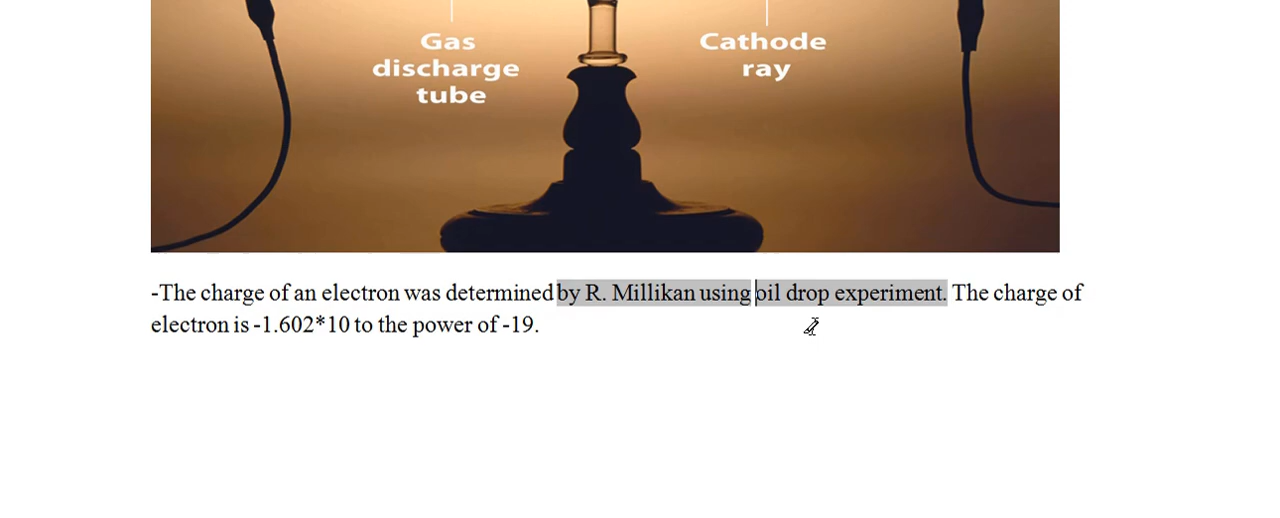 Gas
discharge
tube
Cathode
ray
-The charge of an electron was determined by R. Millikan using oil drop experiment. The charge of
electron is -1.602*10 to the power of -19.